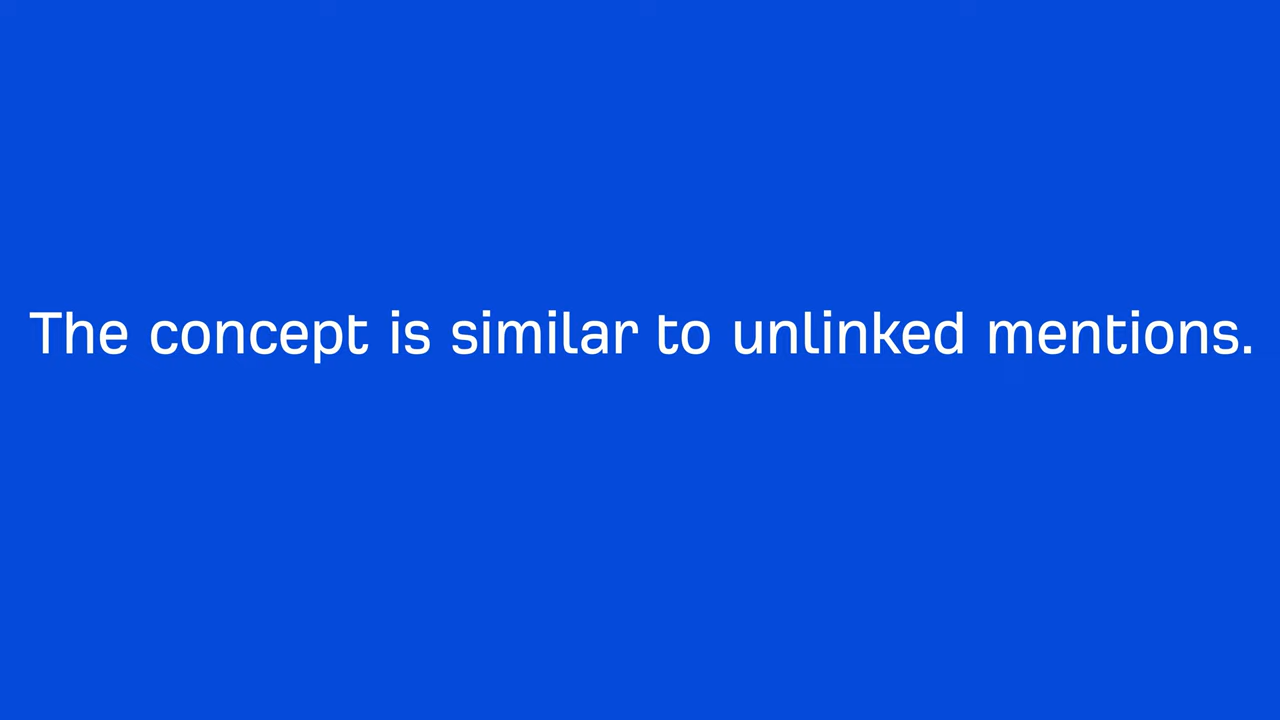 The concept is similar to unlinked mentions.